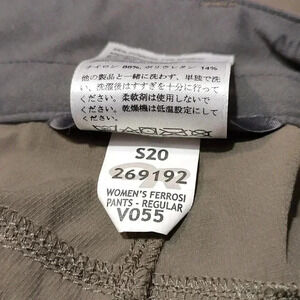 ナイロン 86%, ポリウレタン 14%
他の製品と一緒に洗わず、単独で洗
い、洗濯後はすすぎを十分に行って
ください。柔軟剤は使用しないで
ください。乾燥機は低温設定にして
ください。
S20
269192
WOMEN'S FERROSI
PANTS - REGULAR
V055